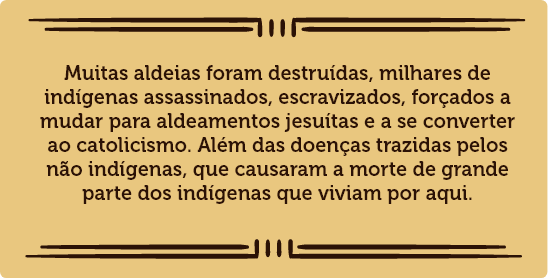 Muitas aldeias foram destruídas, milhares de
indígenas assassinados, escravizados, forçados a
mudar para aldeamentos jesuítas e a se converter
ao catolicismo. Além das doenças trazidas pelos
não indígenas, que causaram a morte de grande
parte dos indígenas que viviam por aqui.